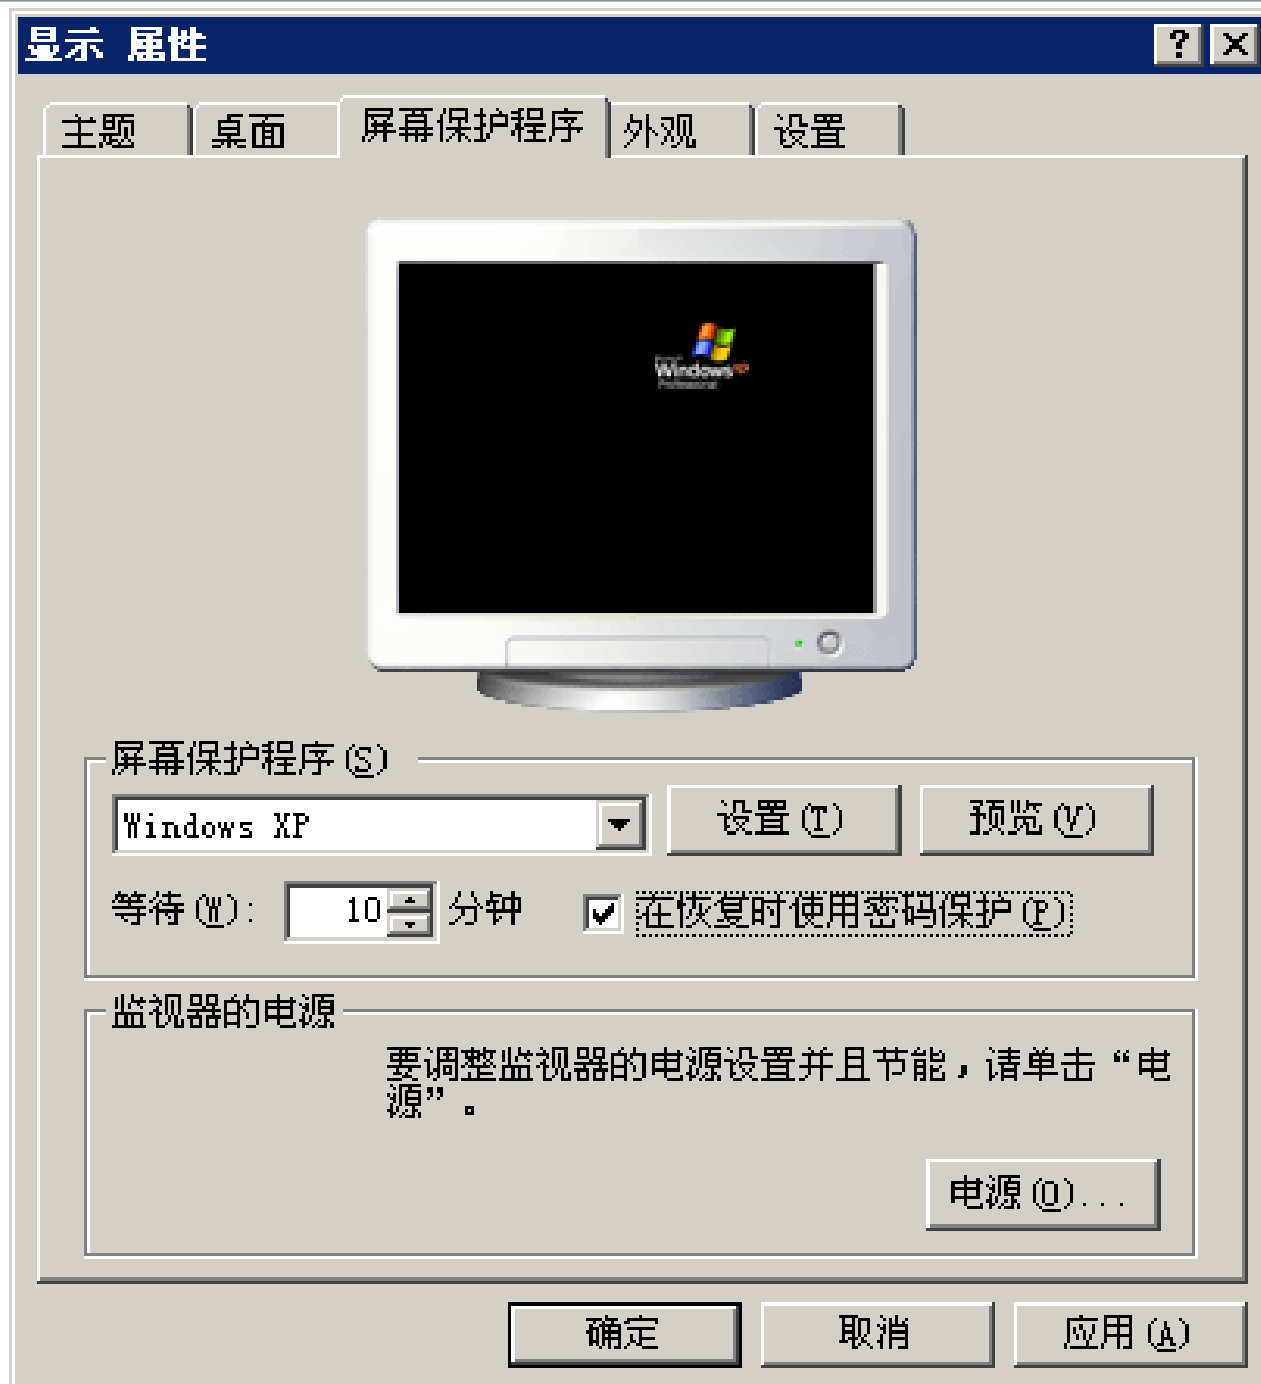 显示 属性
主题 桌面 屏幕保护程序 外观 设置
Windows xp
Professional
屏幕保护程序(S)
Windows XP 设置(T) 预览(V)
等待(W): 10 分钟 在恢复时使用密码保护(P)
监视器的电源
要调整监视器的电源设置并且节能，请单击“电
源”。
电源(O)...
确定 取消 应用(A)